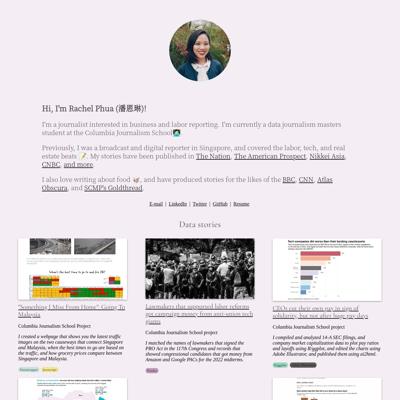 Hi, I'm Rachel Phua (潘恩琳)!
I'm a journalist interested in business and labor reporting. I'm currently a data journalism masters
student at the Columbia Journalism School
Previously, I was a broadcast and digital reporter in Singapore, and covered the labor, tech, and real
estate beats 📝. My stories have been published in The Nation, The American Prospect, Nikkei Asia,
CNBC, and more.
I also love writing about food 🍜, and have produced stories for the likes of the BBC, CNN, Atlas
Obscura, and SCMP's Goldthread.
E-mail | LinkedIn | Twitter | GitHub | Resume
Data stories
"Something I Miss From Home": Going To
Malaysia
Columbia Journalism School Project
I created a webpage that shows you the latest traffic
images on the two causeways that connect Singapore
and Malaysia, when the best times to go are based on
the traffic, and how grocery prices compare between
Singapore and Malaysia.
Lawmakers that supported labor reforms
got campaign money from anti-union tech
giants
Columbia Journalism School project
I matched the names of lawmakers that signed the
PRO Act in the 117th Congress and records that
showed congressional candidates that got money from
Amazon and Google PACs for the 2022 midterms.
Tech companies did worse than their banking counterparts
CEOs cut their own pay in sign of
solidarity, but not after huge pay days
Columbia Journalism School project
I compiled and analyzed 14-A SEC filings, and
company market capitalization data to plot pay ratios
and layoffs using R/ggplot, and edited the charts using
Adobe Illustrator, and published them using ai2html.